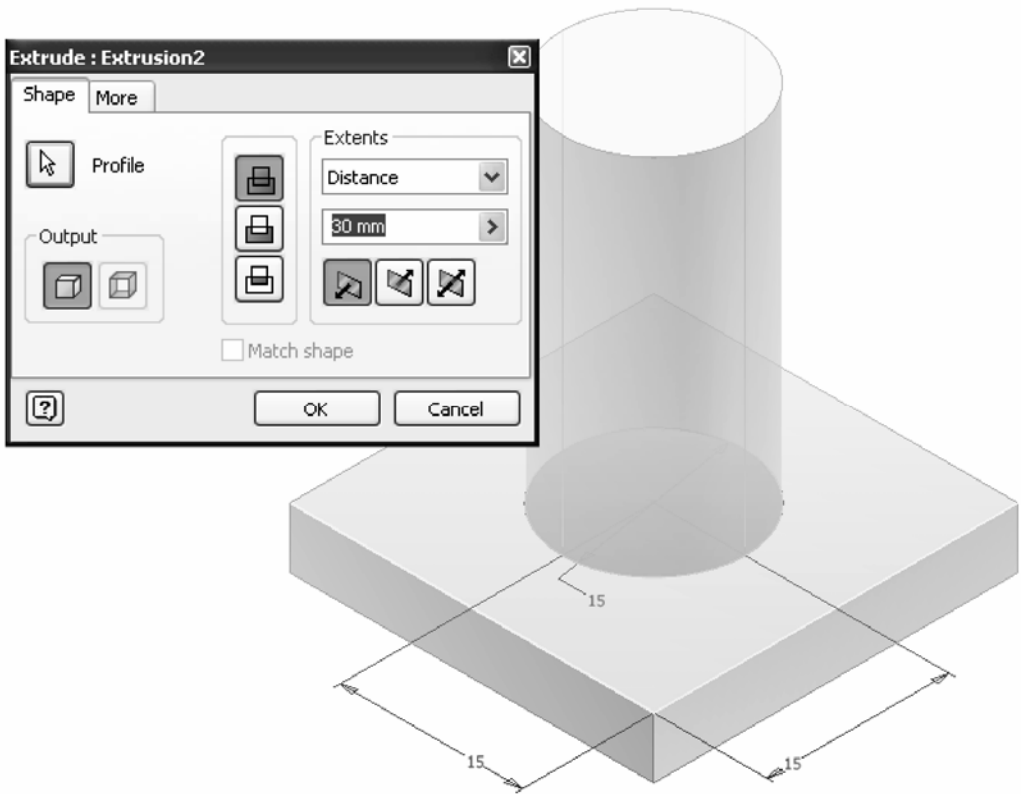 Extrude : Extrusion2
Shape
More
Profile
Extents
Distance
30 mm
Output
Match shape
OK
Cancel
15
15
15